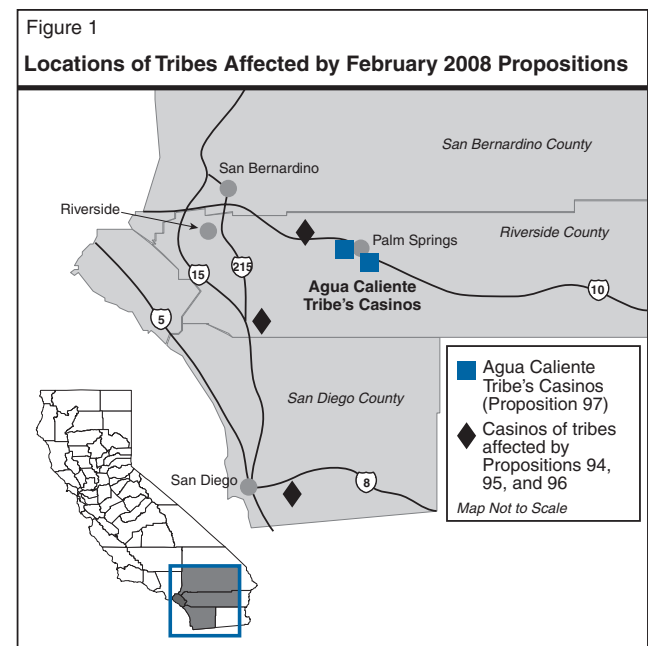 Figure 1
Locations of Tribes Affected by February 2008 Propositions
San Bernardino County
San Bernardino
Riverside
Palm Springs
Riverside County
215
15
Agua Caliente
Tribe's Casinos
10
5
San Diego County
San Diego
8
Agua Caliente
Tribe's Casinos
(Proposition 97)
Casinos of tribes
affected by
Propositions 94,
95, and 96
Map Not to Scale